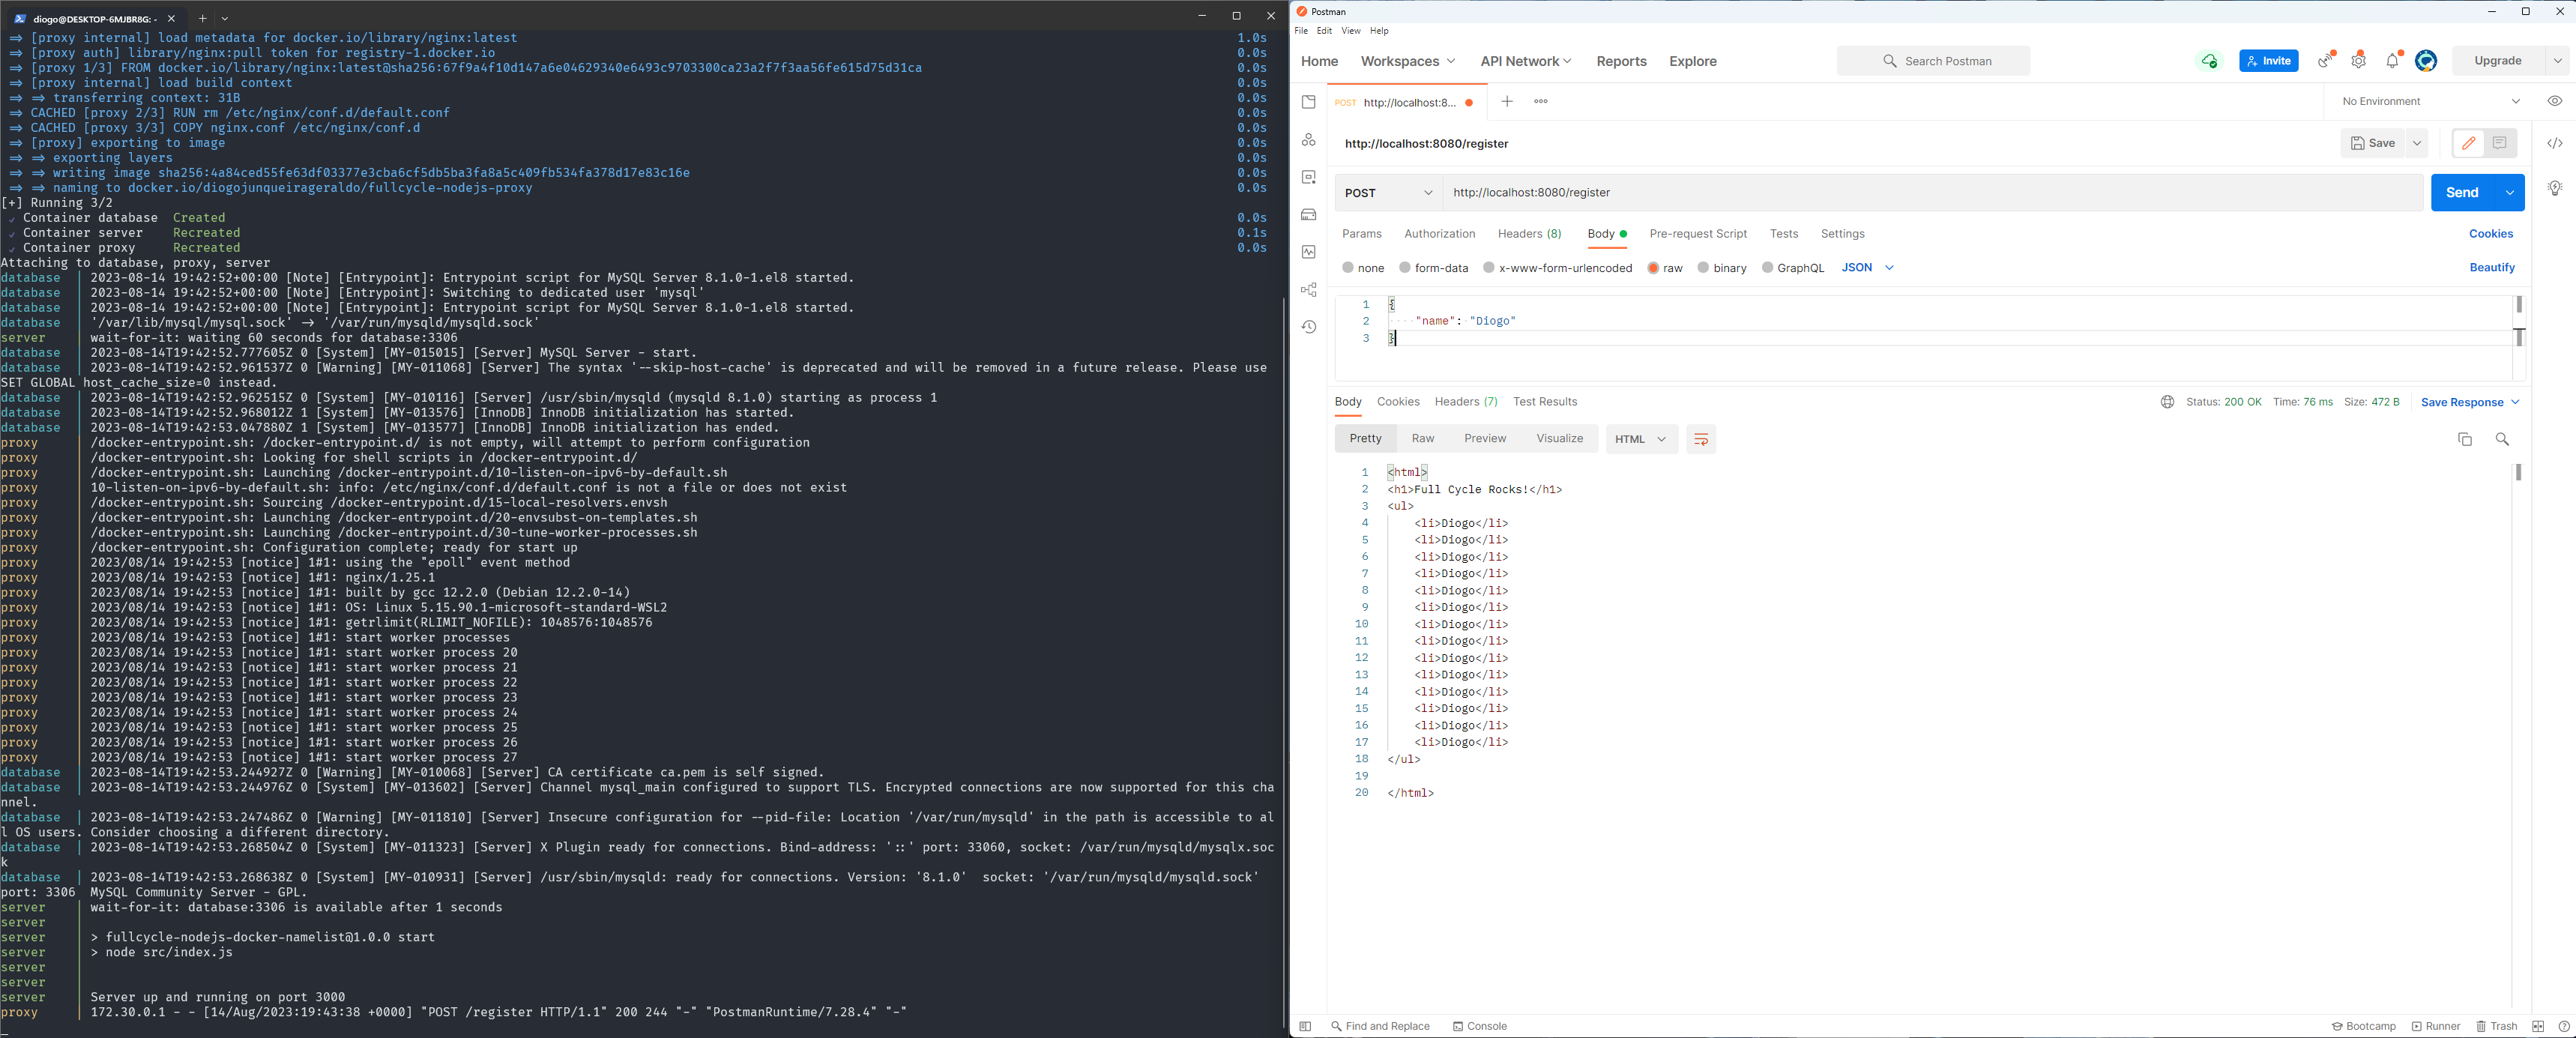 diogo@DESKTOP-6MJBR8G: ~
=> [proxy internal] load metadata for docker.io/library/nginx:latest 1.0s
=> [proxy auth] library/nginx:pull token for registry-1.docker.io 0.0s
=> [proxy 1/3] FROM docker.io/library/nginx:latest@sha256:67f9a4f10d147a6e04629340e6493c9703300ca23a2f7f3aa56fe615d75d31ca 0.0s
=> [proxy internal] load build context 0.0s
=> => transferring context: 31B 0.0s
=> CACHED [proxy 2/3] RUN rm /etc/nginx/conf.d/default.conf 0.0s
=> CACHED [proxy 3/3] COPY nginx.conf /etc/nginx/conf.d 0.0s
=> [proxy] exporting to image 0.0s
=> => exporting layers 0.0s
=> => writing image sha256:4a84ced55fe63df03377e3cba6cf5db5ba3fa8a5c409fb534fa378d17e83c16e 0.0s
=> => naming to docker.io/diogojunqueirageraldo/fullcycle-nodejs-proxy 0.0s
[+] Running 3/2
✓ Container database Created 0.0s
✓ Container server Recreated 0.1s
✓ Container proxy Recreated 0.0s
Attaching to database, proxy, server
database | 2023-08-14 19:42:52+00:00 [Note] [Entrypoint]: Entrypoint script for MySQL Server 8.1.0-1.el8 started.
database | 2023-08-14 19:42:52+00:00 [Note] [Entrypoint]: Switching to dedicated user 'mysql'
database | 2023-08-14 19:42:52+00:00 [Note] [Entrypoint]: Entrypoint script for MySQL Server 8.1.0-1.el8 started.
database | '/var/lib/mysql/mysql.sock' -> '/var/run/mysqld/mysqld.sock'
server | wait-for-it: waiting 60 seconds for database:3306
database | 2023-08-14T19:42:52.777605Z 0 [System] [MY-015015] [Server] MySQL Server - start.
database | 2023-08-14T19:42:52.961537Z 0 [Warning] [MY-011068] [Server] The syntax '--skip-host-cache' is deprecated and will be removed in a future release. Please use
SET GLOBAL host_cache_size=0 instead.
database | 2023-08-14T19:42:52.962515Z 0 [System] [MY-010116] [Server] /usr/sbin/mysqld (mysqld 8.1.0) starting as process 1
database | 2023-08-14T19:42:52.968012Z 1 [System] [MY-013576] [InnoDB] InnoDB initialization has started.
database | 2023-08-14T19:42:53.047880Z 1 [System] [MY-013577] [InnoDB] InnoDB initialization has ended.
proxy | /docker-entrypoint.sh: /docker-entrypoint.d/ is not empty, will attempt to perform configuration
proxy | /docker-entrypoint.sh: Looking for shell scripts in /docker-entrypoint.d/
proxy | /docker-entrypoint.sh: Launching /docker-entrypoint.d/10-listen-on-ipv6-by-default.sh
proxy | 10-listen-on-ipv6-by-default.sh: info: /etc/nginx/conf.d/default.conf is not a file or does not exist
proxy | /docker-entrypoint.sh: Sourcing /docker-entrypoint.d/15-local-resolvers.envsh
proxy | /docker-entrypoint.sh: Launching /docker-entrypoint.d/20-envsubst-on-templates.sh
proxy | /docker-entrypoint.sh: Launching /docker-entrypoint.d/30-tune-worker-processes.sh
proxy | /docker-entrypoint.sh: Configuration complete; ready for start up
proxy | 2023/08/14 19:42:53 [notice] 1#1: using the "epoll" event method
proxy | 2023/08/14 19:42:53 [notice] 1#1: nginx/1.25.1
proxy | 2023/08/14 19:42:53 [notice] 1#1: built by gcc 12.2.0 (Debian 12.2.0-14)
proxy | 2023/08/14 19:42:53 [notice] 1#1: OS: Linux 5.15.90.1-microsoft-standard-WSL2
proxy | 2023/08/14 19:42:53 [notice] 1#1: getrlimit(RLIMIT_NOFILE): 1048576:1048576
proxy | 2023/08/14 19:42:53 [notice] 1#1: start worker processes
proxy | 2023/08/14 19:42:53 [notice] 1#1: start worker process 20
proxy | 2023/08/14 19:42:53 [notice] 1#1: start worker process 21
proxy | 2023/08/14 19:42:53 [notice] 1#1: start worker process 22
proxy | 2023/08/14 19:42:53 [notice] 1#1: start worker process 23
proxy | 2023/08/14 19:42:53 [notice] 1#1: start worker process 24
proxy | 2023/08/14 19:42:53 [notice] 1#1: start worker process 25
proxy | 2023/08/14 19:42:53 [notice] 1#1: start worker process 26
proxy | 2023/08/14 19:42:53 [notice] 1#1: start worker process 27
database | 2023-08-14T19:42:53.244927Z 0 [Warning] [MY-010068] [Server] CA certificate ca.pem is self signed.
database | 2023-08-14T19:42:53.244976Z 0 [System] [MY-013602] [Server] Channel mysql_main configured to support TLS. Encrypted connections are now supported for this cha
nnel.
database | 2023-08-14T19:42:53.247486Z 0 [Warning] [MY-011810] [Server] Insecure configuration for --pid-file: Location '/var/run/mysqld' in the path is accessible to al
l OS users. Consider choosing a different directory.
database | 2023-08-14T19:42:53.268504Z 0 [System] [MY-011323] [Server] X Plugin ready for connections. Bind-address: '::' port: 33060, socket: /var/run/mysqld/mysqlx.soc
k
database | 2023-08-14T19:42:53.268638Z 0 [System] [MY-010931] [Server] /usr/sbin/mysqld: ready for connections. Version: '8.1.0' socket: '/var/run/mysqld/mysqld.sock'
port: 3306 MySQL Community Server - GPL.
server | wait-for-it: database:3306 is available after 1 seconds
server |
server | > fullcycle-nodejs-docker-namelist@1.0.0 start
server | > node src/index.js
server |
server |
server | Server up and running on port 3000
proxy | 172.30.0.1 - - [14/Aug/2023:19:43:38 +0000] "POST /register HTTP/1.1" 200 244 "-" "PostmanRuntime/7.28.4" "-"
Postman
File Edit View Help
Home Workspaces API Network Reports Explore Search Postman Invite Upgrade
POST http://localhost:8... No Environment
http://localhost:8080/register Save
POST http://localhost:8080/register Send
Params Authorization Headers (8) Body Pre-request Script Tests Settings Cookies
none form-data x-www-form-urlencoded raw binary GraphQL JSON Beautify
1 {
2 "name": "Diogo"
3 }
Body Cookies Headers (7) Test Results Status: 200 OK Time: 76 ms Size: 472 B Save Response
Pretty Raw Preview Visualize HTML
1 <html>
2 <h1>Full Cycle Rocks!</h1>
3 <ul>
4 <li>Diogo</li>
5 <li>Diogo</li>
6 <li>Diogo</li>
7 <li>Diogo</li>
8 <li>Diogo</li>
9 <li>Diogo</li>
10 <li>Diogo</li>
11 <li>Diogo</li>
12 <li>Diogo</li>
13 <li>Diogo</li>
14 <li>Diogo</li>
15 <li>Diogo</li>
16 <li>Diogo</li>
17 <li>Diogo</li>
18 </ul>
19
20 </html>
Find and Replace Console Bootcamp Runner Trash